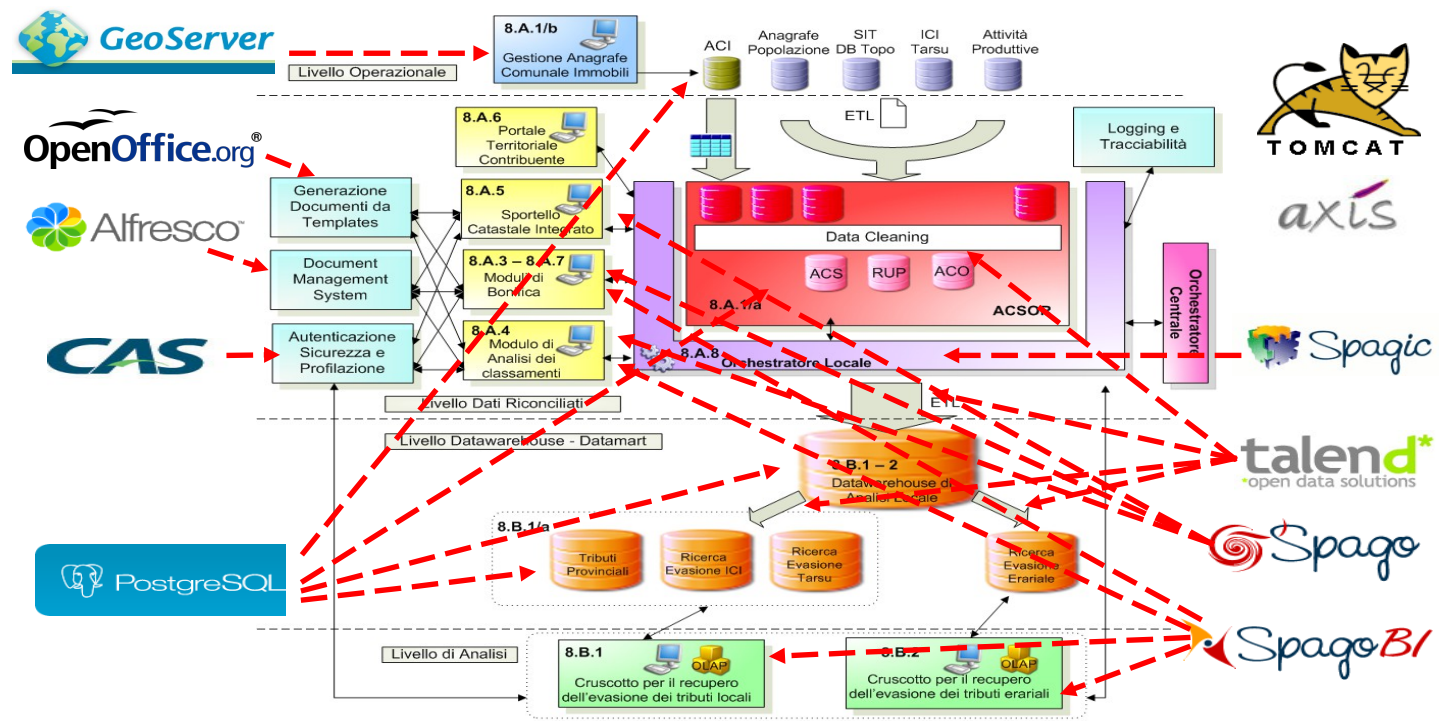 GeoServer
Livello Operazionale
8.A.1/b
Gestione Anagrafe
Comunale Immobili
ACI
Anagrafe
Popolazione
SIT
DB Topo
ICI
Tarsu
Attività
Produttive
TOMCAT
OpenOffice.org®
8.A.6
Portale
Territoriale
Contribuente
ETL
Logging e
Tracciabilità
Generazione
Documenti da
Templates
8.A.5
Sportello
Catastale Integrato
axis
Alfresco™
Data Cleaning
Document
Management
System
8.A.3 – 8.A.7
Moduli di
Bonifica
ACS
RUP
ACO
8.A.1/a
ACSOR
Orchestratore
Centrale
CAS
Autenticazione
Sicurezza e
Profilazione
8.A.4
Modulo di
Analisi dei
classamenti
8.A.8
Orchestratore Locale
Spagic
Livello Dati Riconciliati
ETL
Livello Datawarehouse - Datamart
8.B.1 – 2
Datawarehouse di
Analisi Locale
talend*
*open data solutions
8.B.1/a
Tributi
Provinciali
Ricerca
Evasione ICI
Ricerca
Evasione
Tarsu
Ricerca
Evasione
Erariale
Spago
PostgreSQL
Livello di Analisi
8.B.1
OLAP
Cruscotto per il recupero
dell'evasione dei tributi locali
8.B.2
OLAP
Cruscotto per il recupero
dell'evasione dei tributi erariali
SpagoBI